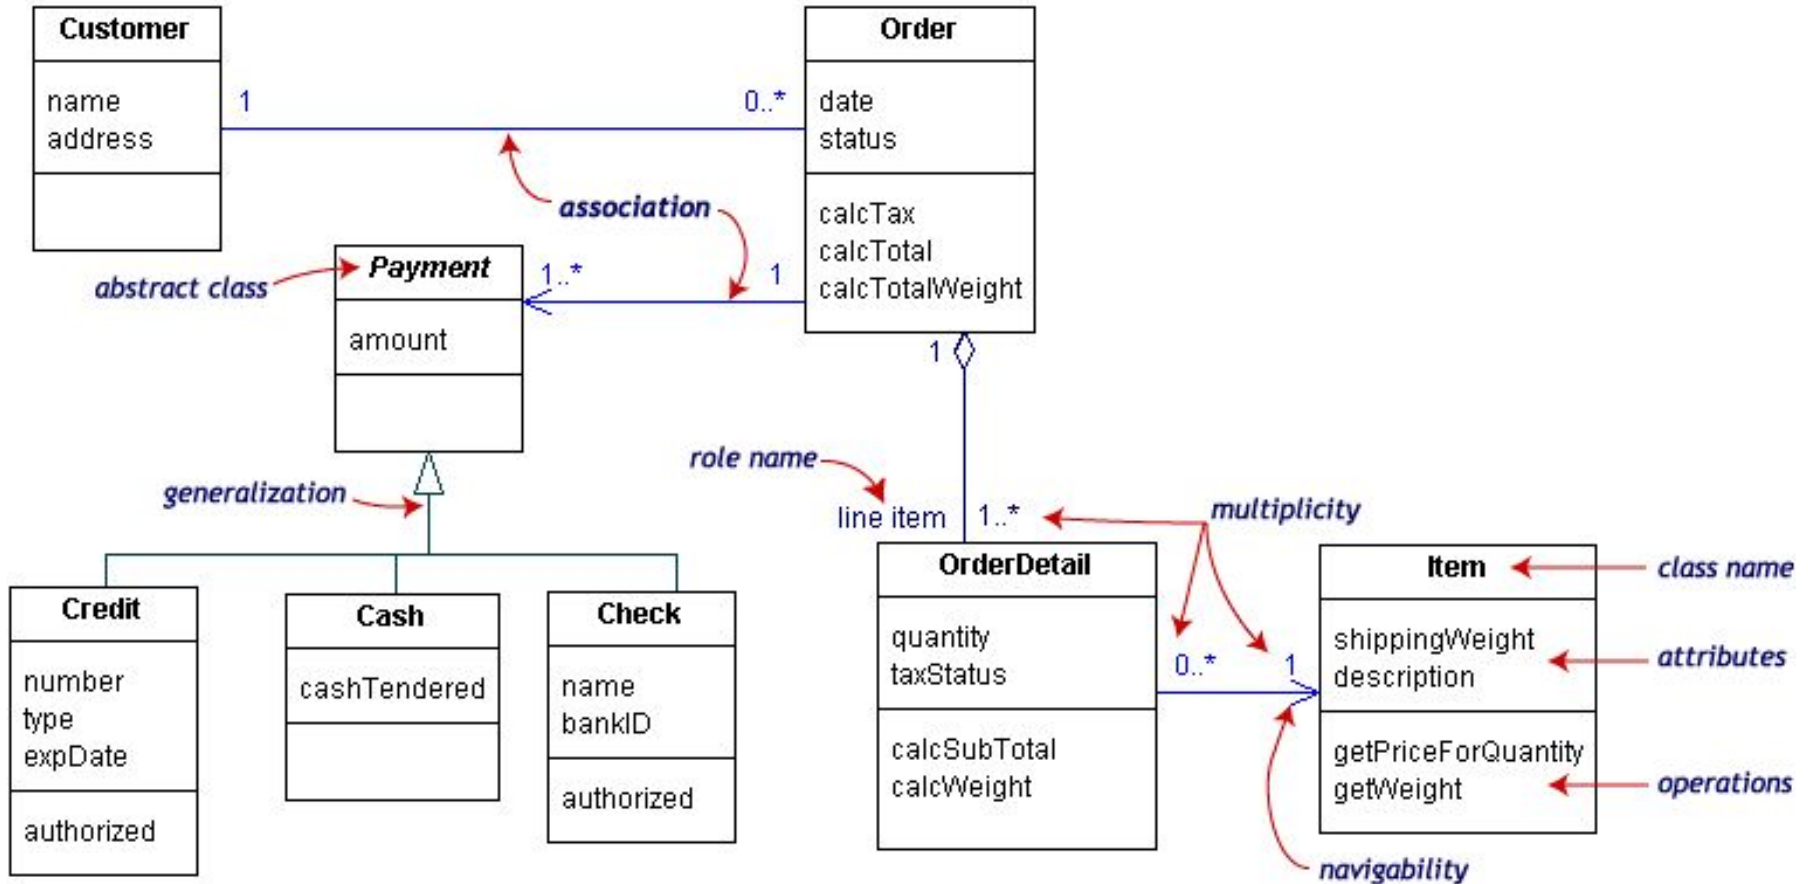 Customer
name
address
1
0..*
association
Order
date
status
calcTax
calcTotal
calcTotalWeight
abstract class
Payment
amount
1..*
1
1
generalization
role name
line item
1..*
multiplicity
Credit
number
type
expDate
authorized
Cash
cashTendered
Check
name
bankID
authorized
OrderDetail
quantity
taxStatus
calcSubTotal
calcWeight
0..*
1
Item
shippingWeight
description
getPriceForQuantity
getWeight
class name
attributes
operations
navigability